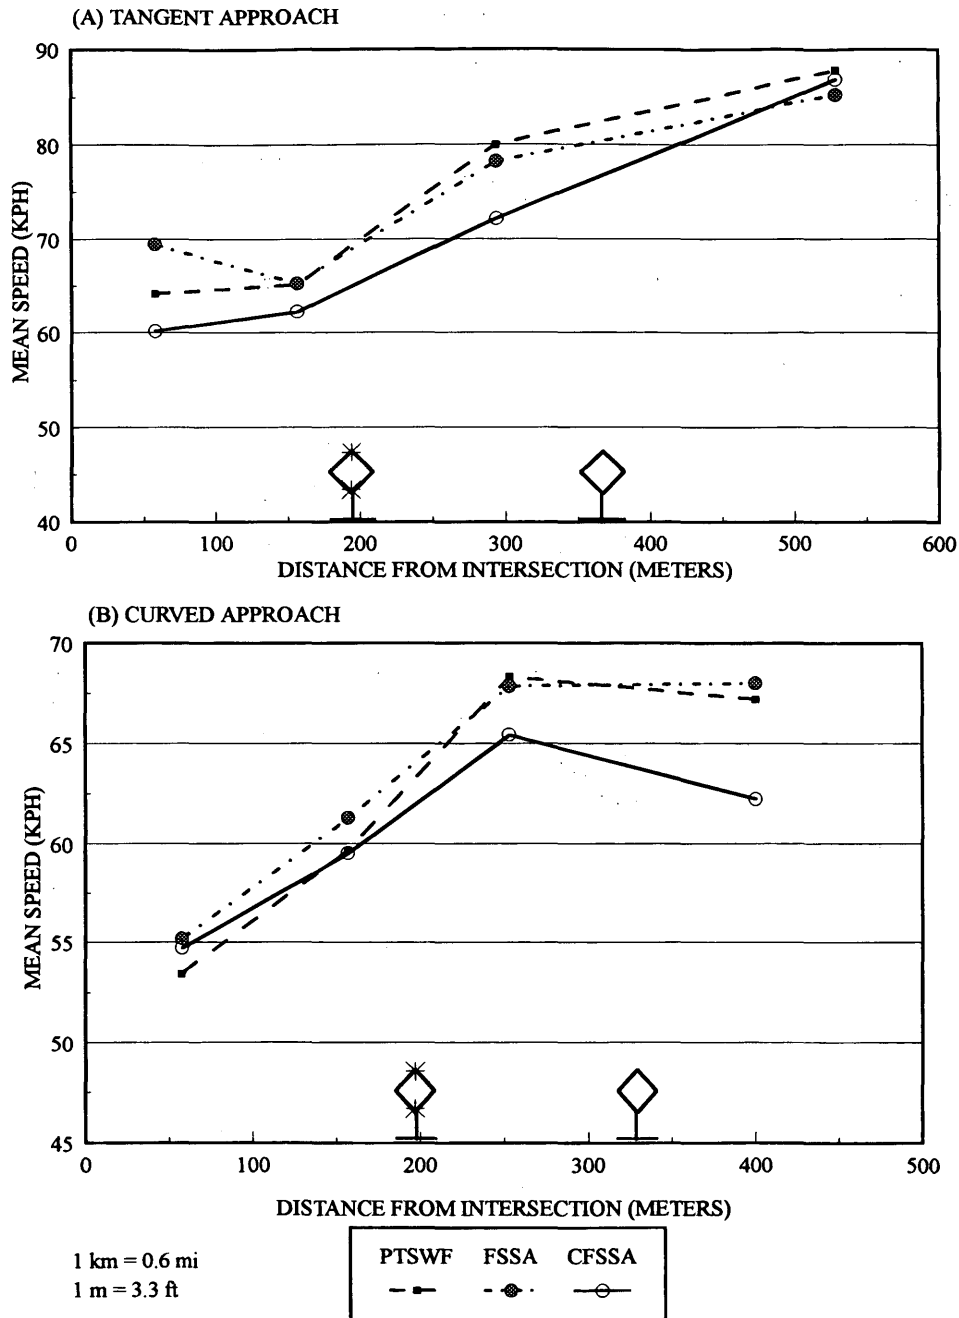 (A) TANGENT APPROACH
90
80
70
60
50
40
MEAN SPEED (KPH)
0 100 200 300 400 500 600
DISTANCE FROM INTERSECTION (METERS)
(B) CURVED APPROACH
70
65
60
55
50
45
MEAN SPEED (KPH)
0 100 200 300 400 500
DISTANCE FROM INTERSECTION (METERS)
1 km = 0.6 mi
1 m = 3.3 ft
PTSWF FSSA CFSSA